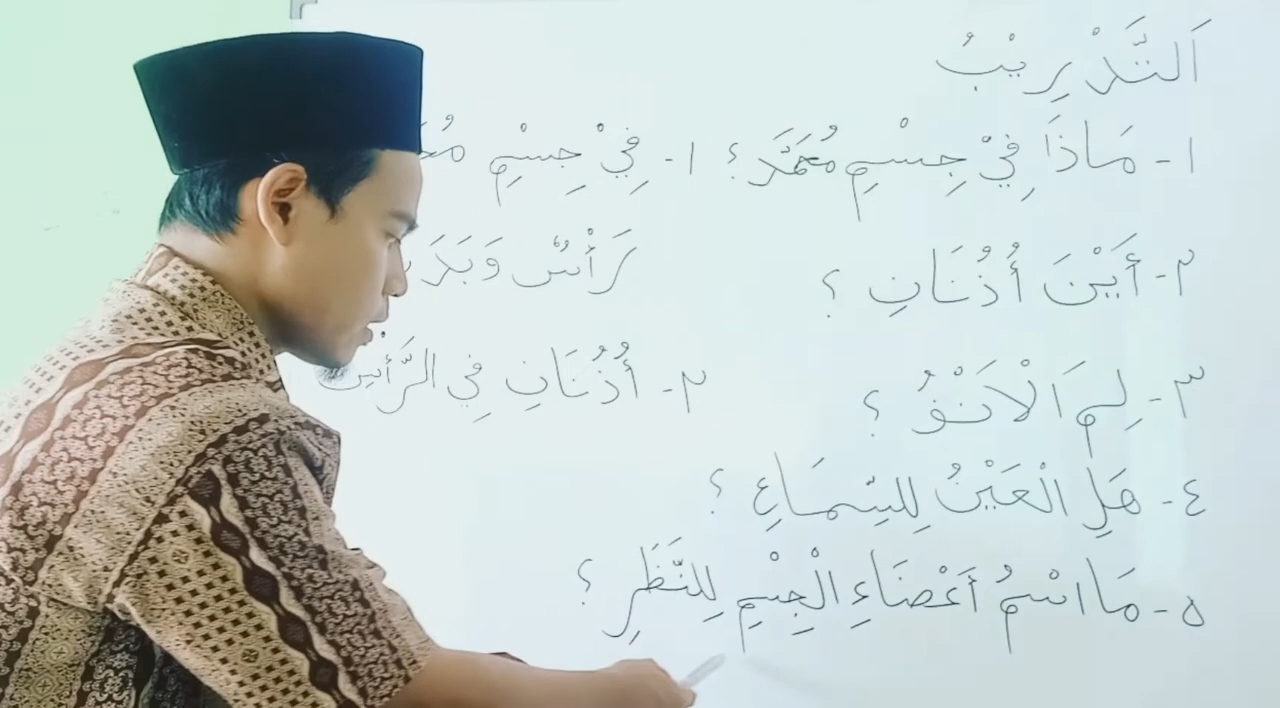 اَلتَّدْرِيْبُ
١- مَاذَا فِيْ جِسْمِ مُحَمَّد ؟
٢- أَيْنَ أُذُنَانِ ؟
٣- لِمَ الْاَنْفُ ؟
٤- هَلِ الْعَيْنُ لِلسِّمَاعِ ؟
٥- مَا اسْمُ أَعْضَاءِ الْجِسْمِ لِلنَّظَرِ ؟
١- فِيْ جِسْمِ
رَأْسٌ وَ
٢- أُذُنَانِ فِي الرَّأْسِ